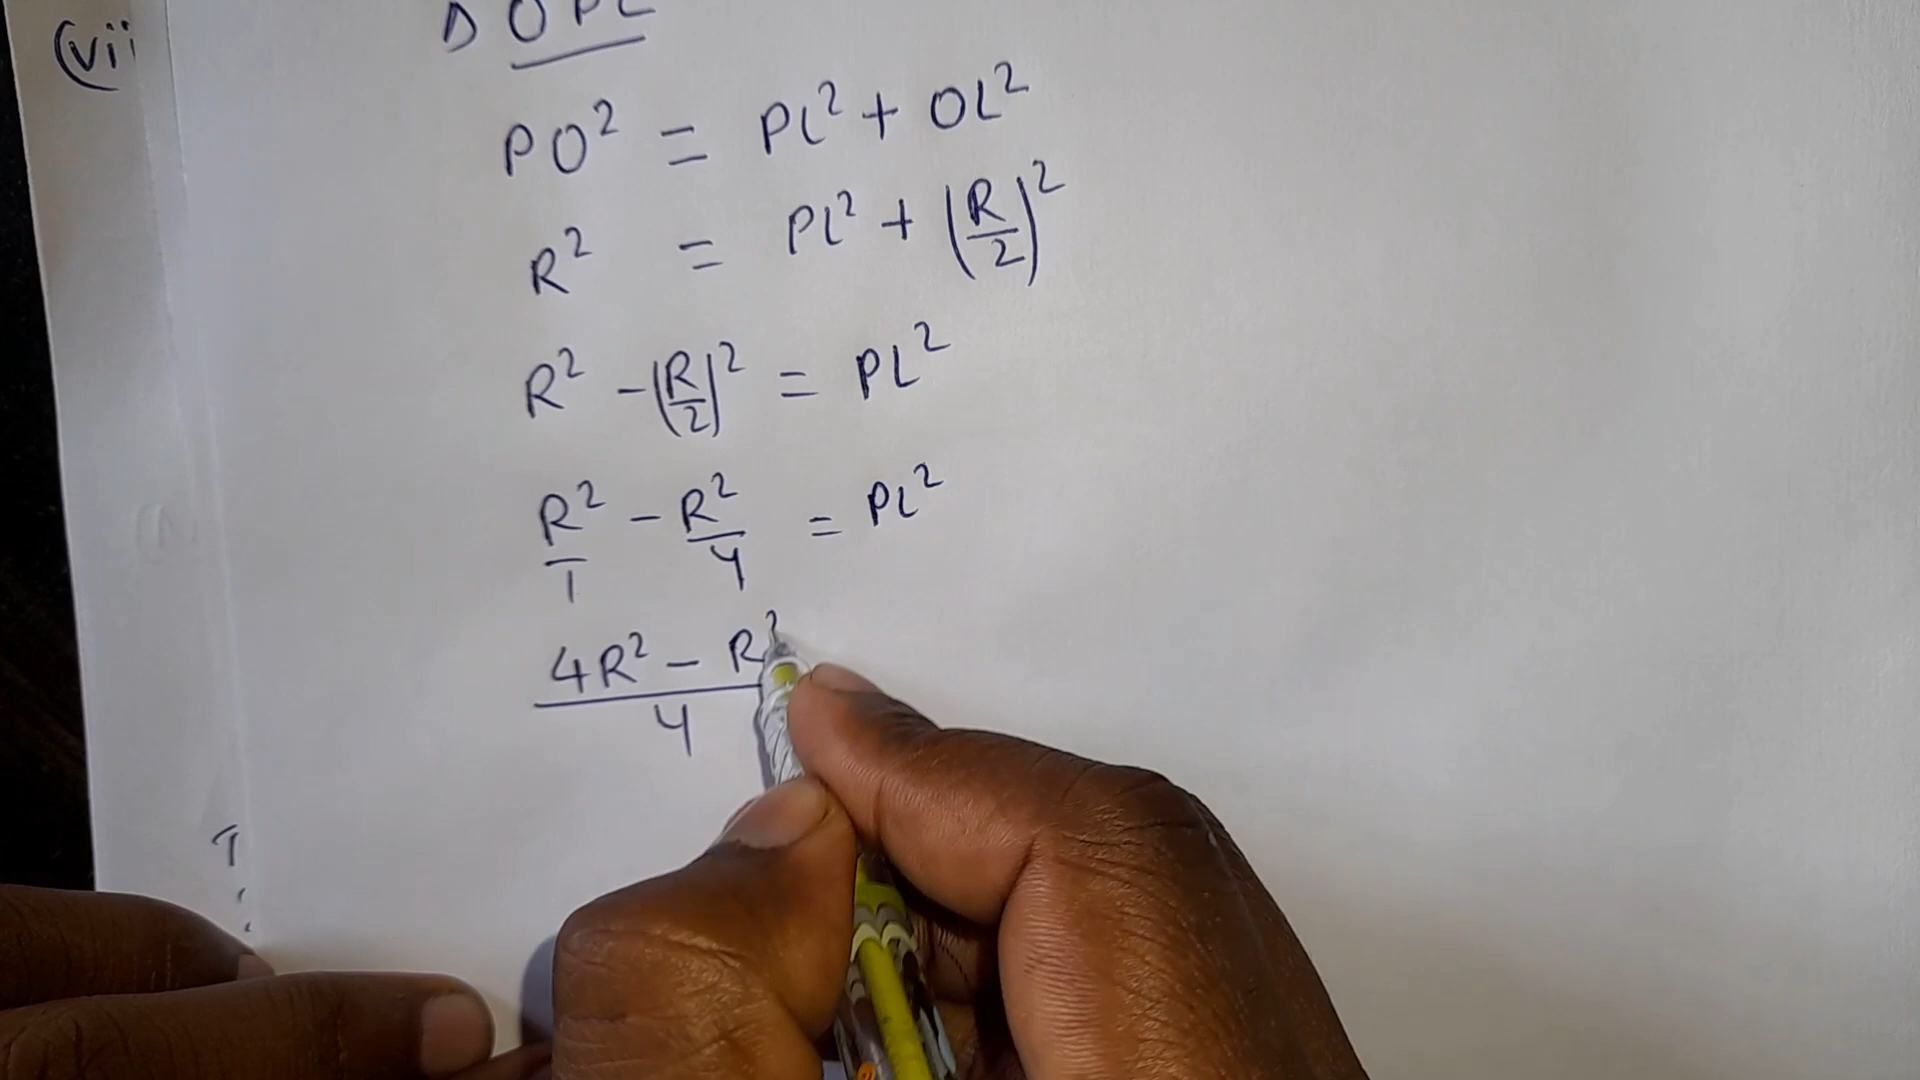 (vii
Δ OPL
PO² = PL² + OL²
R² = PL² + (R/2)²
R² - (R/2)² = PL²
R²/1 - R²/4 = PL²
4R² - R²/4
T